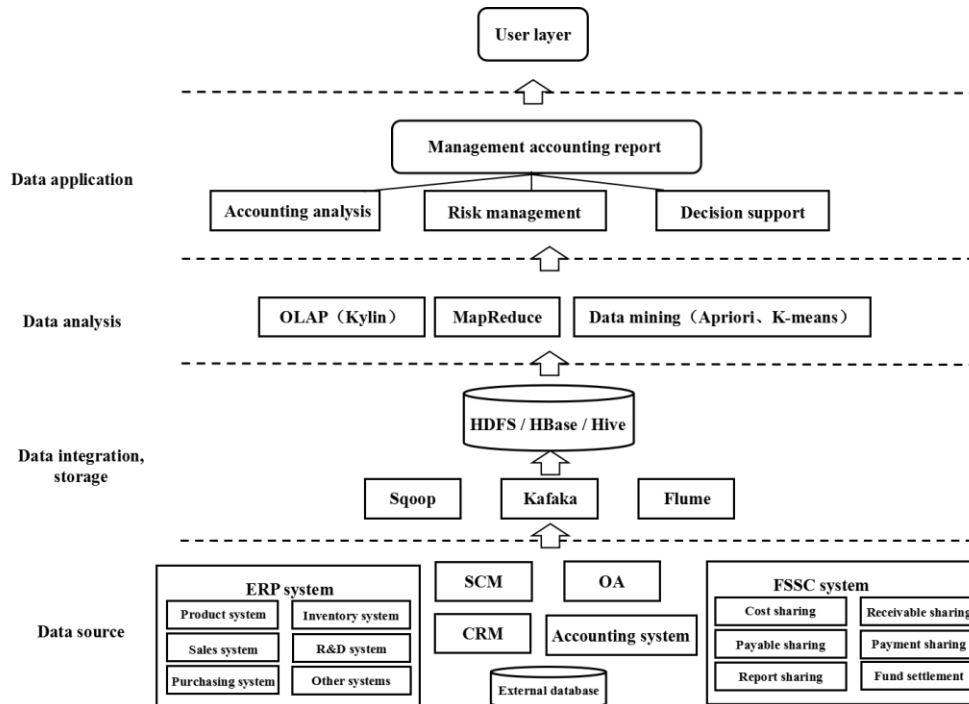 User layer
Management accounting report
Data application
Accounting analysis
Risk management
Decision support
Data analysis
OLAP（Kylin）
MapReduce
Data mining（Apriori、K-means）
HDFS / HBase / Hive
Data integration,
storage
Sqoop
Kafaka
Flume
Data source
ERP system
Product system
Inventory system
Sales system
R&D system
Purchasing system
Other systems
SCM
OA
CRM
Accounting system
External database
FSSC system
Cost sharing
Receivable sharing
Payable sharing
Payment sharing
Report sharing
Fund settlement